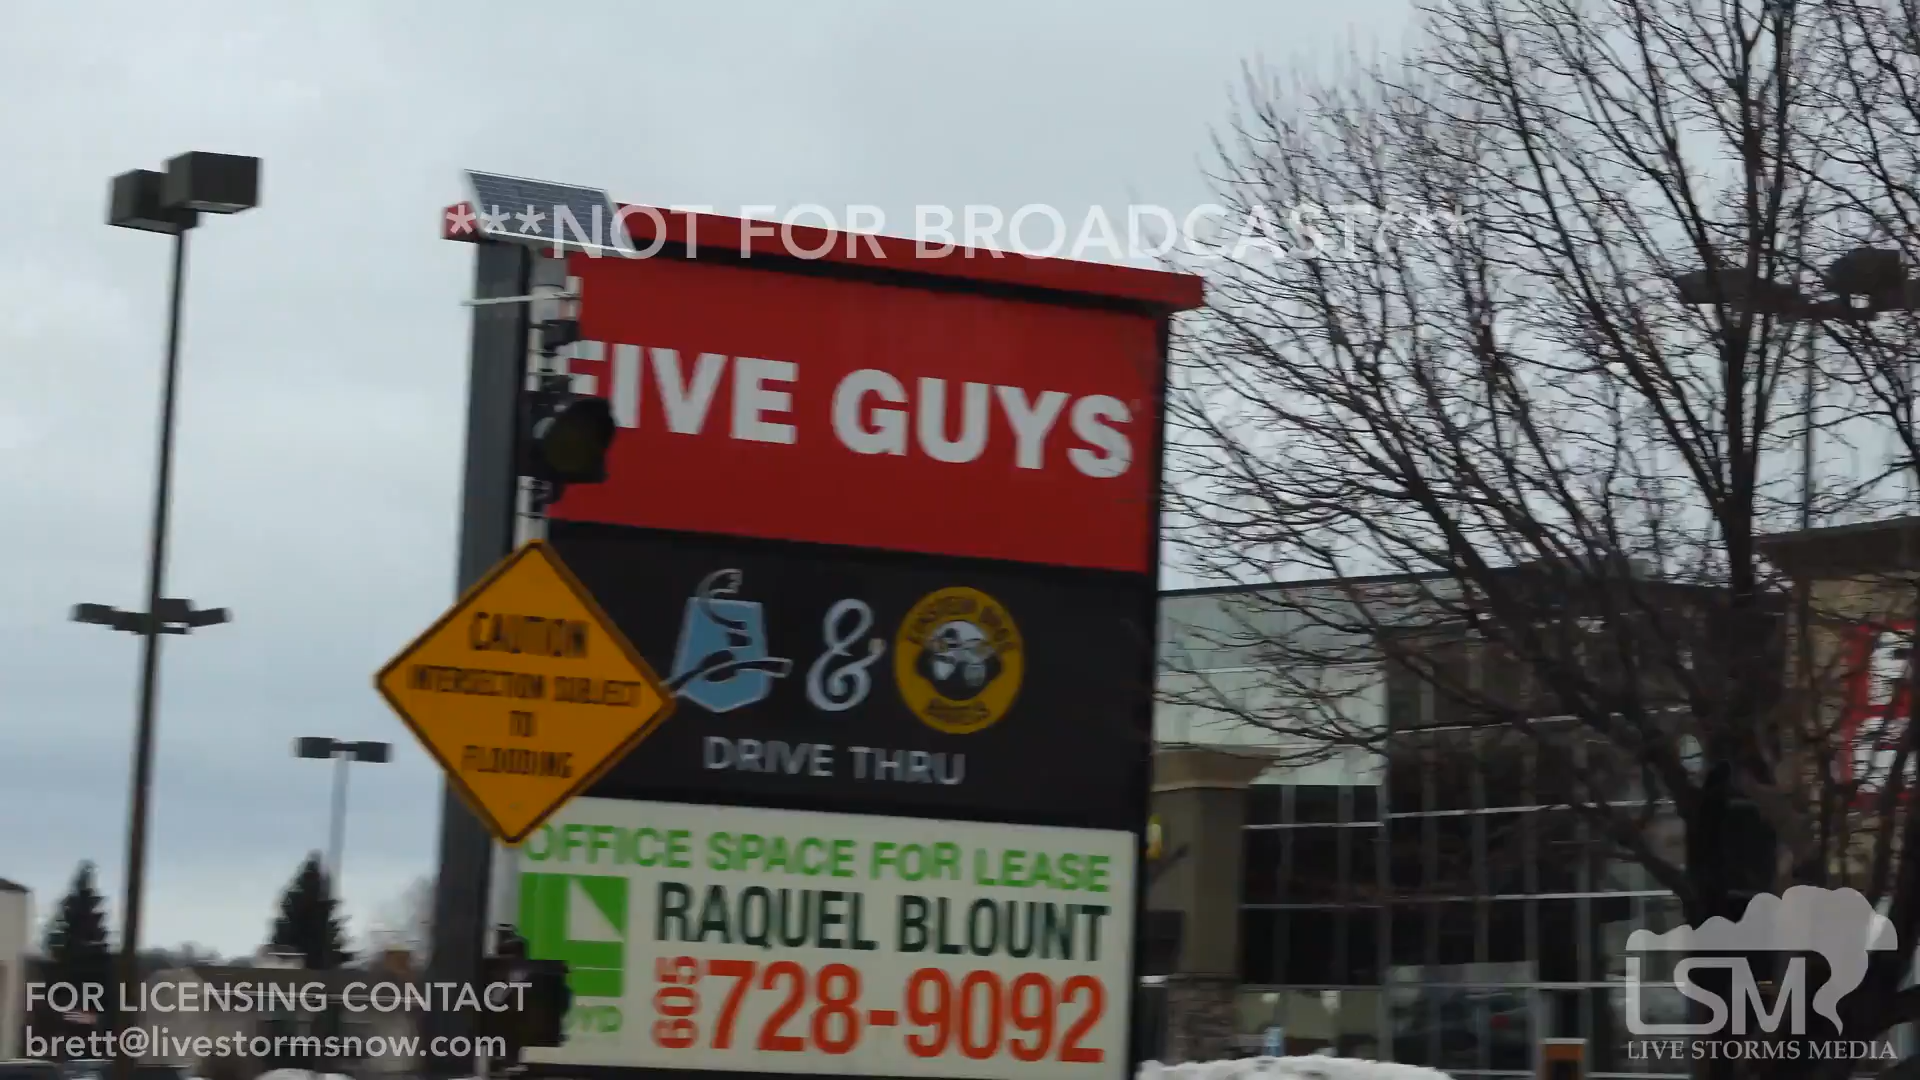 ***NOT FOR BROADCAST***
FIVE GUYS
CAUTION
INTERSECTION SUBJECT
TO
FLOODING
&
DRIVE THRU
OFFICE SPACE FOR LEASE
RAQUEL BLOUNT
605 728-9092
FOR LICENSING CONTACT
brett@livestormsnow.com
LSM
LIVE STORMS MEDIA